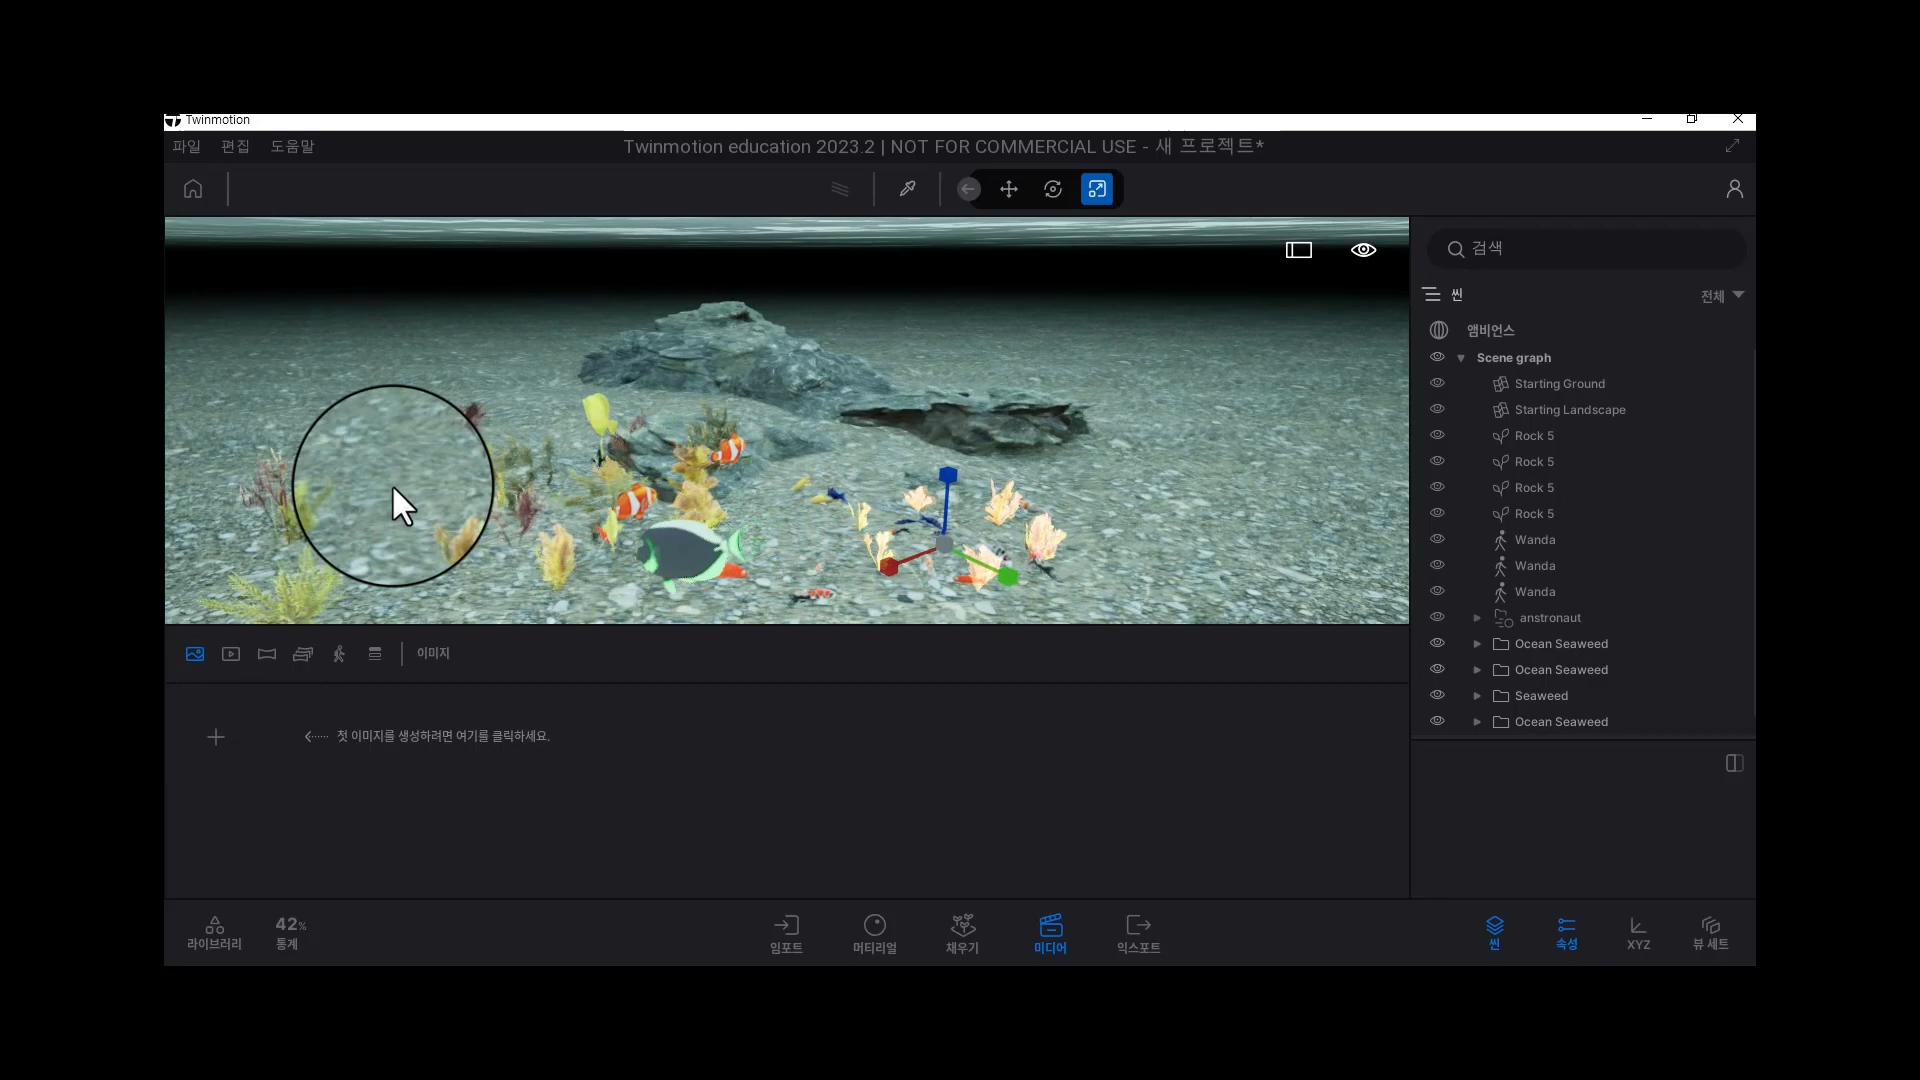 Twinmotion
파일 편집 도움말
Twinmotion education 2023.2 | NOT FOR COMMERCIAL USE - 새 프로젝트*
검색
씬
전체
앰비언스
Scene graph
Starting Ground
Starting Landscape
Rock 5
Rock 5
Rock 5
Rock 5
Wanda
Wanda
Wanda
anstronaut
Ocean Seaweed
Ocean Seaweed
Seaweed
Ocean Seaweed
이미지
첫 이미지를 생성하려면 여기를 클릭하세요.
라이브러리
42%
통계
임포트
머티리얼
채우기
미디어
익스포트
씬
속성
XYZ
뷰 세트